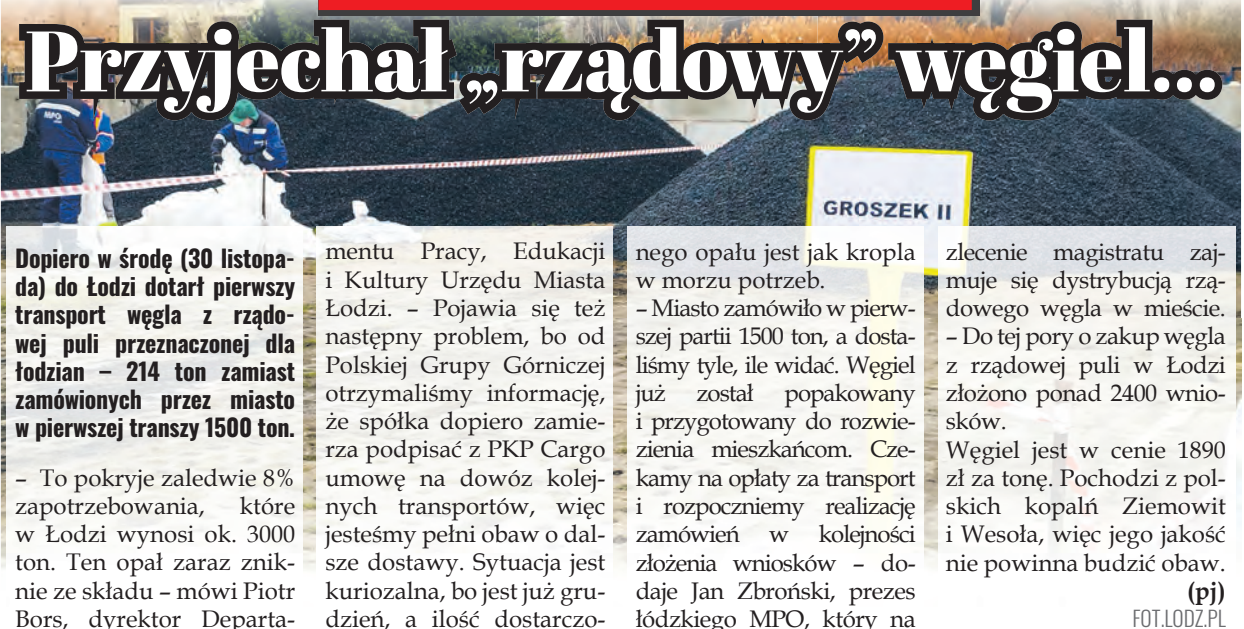 Przyjechał „rządowy” węgiel...
MPO
GROSZEK II
Dopiero w środę (30 listopa-
da) do Łodzi dotarł pierwszy
transport węgla z rządo-
wej puli przeznaczonej dla
łodzian – 214 ton zamiast
zamówionych przez miasto
w pierwszej transzy 1500 ton.
– To pokryje zaledwie 8%
zapotrzebowania, które
w Łodzi wynosi ok. 3000
ton. Ten opał zaraz znik-
nie ze składu – mówi Piotr
Bors, dyrektor Departa-
mentu Pracy, Edukacji
i Kultury Urzędu Miasta
Łodzi. – Pojawia się też
następny problem, bo od
Polskiej Grupy Górniczej
otrzymaliśmy informację,
że spółka dopiero zamie-
rza podpisać z PKP Cargo
umowę na dowóz kolej-
nych transportów, więc
jesteśmy pełni obaw o dal-
sze dostawy. Sytuacja jest
kuriozalna, bo jest już gru-
dzień, a ilość dostarczo-
nego opału jest jak kropla
w morzu potrzeb.
– Miasto zamówiło w pierw-
szej partii 1500 ton, a dosta-
liśmy tyle, ile widać. Węgiel
już został popakowany
i przygotowany do rozwie-
zienia mieszkańcom. Cze-
kamy na opłaty za transport
i rozpoczniemy realizację
zamówień w kolejności
złożenia wniosków – do-
daje Jan Zbroński, prezes
łódzkiego MPO, który na
zlecenie magistratu zaj-
muje się dystrybucją rzą-
dowego węgla w mieście.
– Do tej pory o zakup węgla
z rządowej puli w Łodzi
złożono ponad 2400 wnio-
sków.
Węgiel jest w cenie 1890
zł za tonę. Pochodzi z pol-
skich kopalń Ziemowit
i Wesoła, więc jego jakość
nie powinna budzić obaw.
(pj)
FOT.LODZ.PL